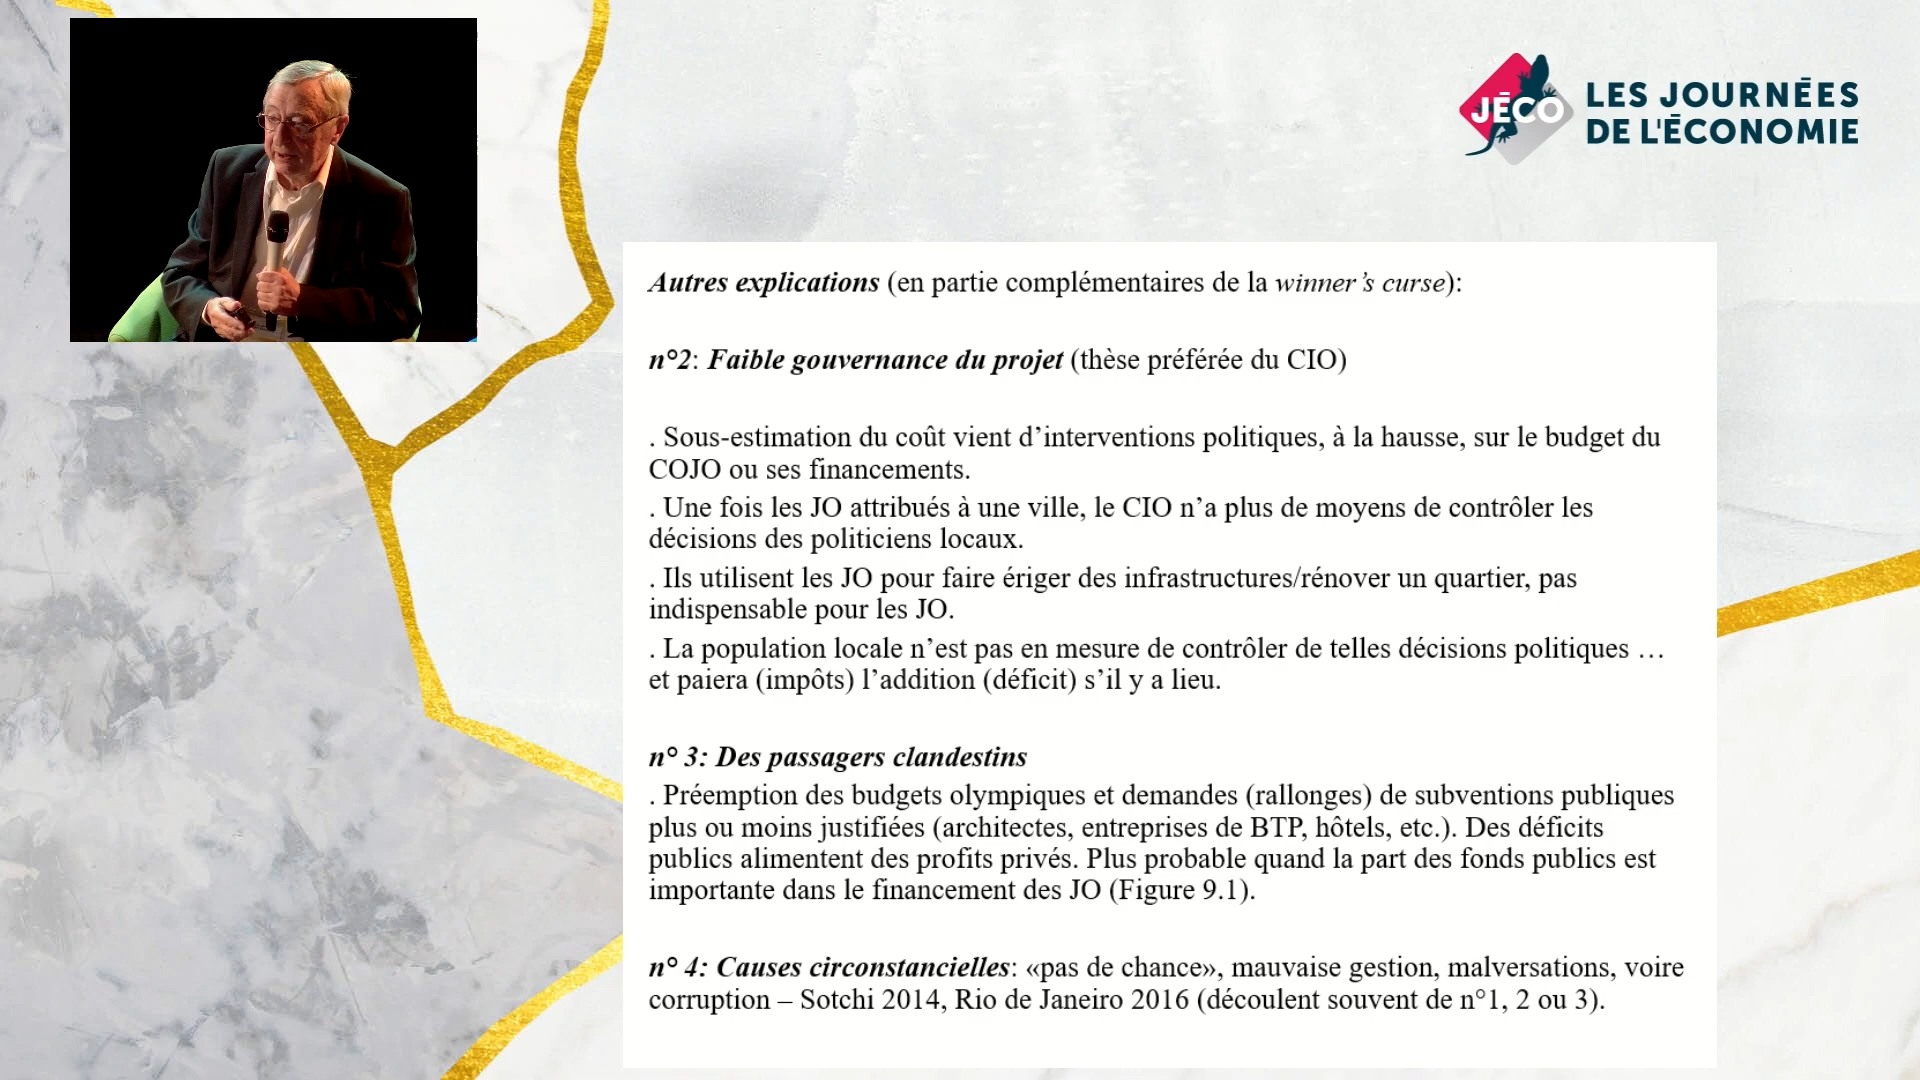 JÉCO
LES JOURNÉES
DE L'ÉCONOMIE
Autres explications (en partie complémentaires de la winner’s curse):
n°2: Faible gouvernance du projet (thèse préférée du CIO)
. Sous-estimation du coût vient d’interventions politiques, à la hausse, sur le budget du
COJO ou ses financements.
. Une fois les JO attribués à une ville, le CIO n’a plus de moyens de contrôler les
décisions des politiciens locaux.
. Ils utilisent les JO pour faire ériger des infrastructures/rénover un quartier, pas
indispensable pour les JO.
. La population locale n’est pas en mesure de contrôler de telles décisions politiques …
et paiera (impôts) l’addition (déficit) s’il y a lieu.
n° 3: Des passagers clandestins
. Préemption des budgets olympiques et demandes (rallonges) de subventions publiques
plus ou moins justifiées (architectes, entreprises de BTP, hôtels, etc.). Des déficits
publics alimentent des profits privés. Plus probable quand la part des fonds publics est
importante dans le financement des JO (Figure 9.1).
n° 4: Causes circonstancielles: «pas de chance», mauvaise gestion, malversations, voire
corruption – Sotchi 2014, Rio de Janeiro 2016 (découlent souvent de n°1, 2 ou 3).